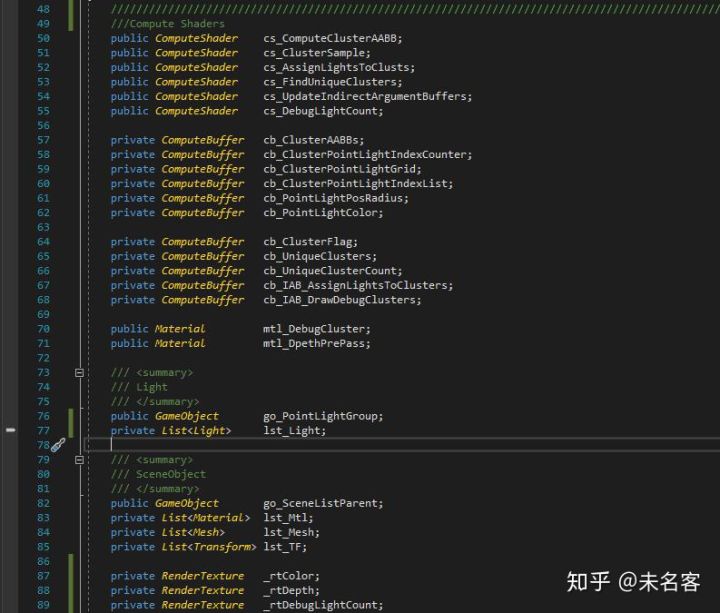 48 ////////////////////////////////////////////////////////////////////////////////////////////////////
49 ///Compute Shaders
50 public ComputeShader cs_ComputeClusterAABB;
51 public ComputeShader cs_ClusterSample;
52 public ComputeShader cs_AssignLightsToClusts;
53 public ComputeShader cs_FindUniqueClusters;
54 public ComputeShader cs_UpdateIndirectArgumentBuffers;
55 public ComputeShader cs_DebugLightCount;
56
57 private ComputeBuffer cb_ClusterAABBs;
58 private ComputeBuffer cb_ClusterPointLightIndexCounter;
59 private ComputeBuffer cb_ClusterPointLightGrid;
60 private ComputeBuffer cb_ClusterPointLightIndexList;
61 private ComputeBuffer cb_PointLightPosRadius;
62 private ComputeBuffer cb_PointLightColor;
63
64 private ComputeBuffer cb_ClusterFlag;
65 private ComputeBuffer cb_UniqueClusters;
66 private ComputeBuffer cb_UniqueClusterCount;
67 private ComputeBuffer cb_IAB_AssignLightsToClusters;
68 private ComputeBuffer cb_IAB_DrawDebugClusters;
69
70 public Material mtl_DebugCluster;
71 public Material mtl_DpethPrePass;
72
73 /// <summary>
74 /// Light
75 /// </summary>
76 public GameObject go_PointLightGroup;
77 private List<Light> lst_Light;
78
79 /// <summary>
80 /// SceneObject
81 /// </summary>
82 public GameObject go_SceneListParent;
83 private List<Material> lst_Mtl;
84 private List<Mesh> lst_Mesh;
85 private List<Transform> lst_TF;
86
87 private RenderTexture _rtColor;
88 private RenderTexture _rtDepth;
89 private RenderTexture _rtDebugLightCount;
知乎 @未名客